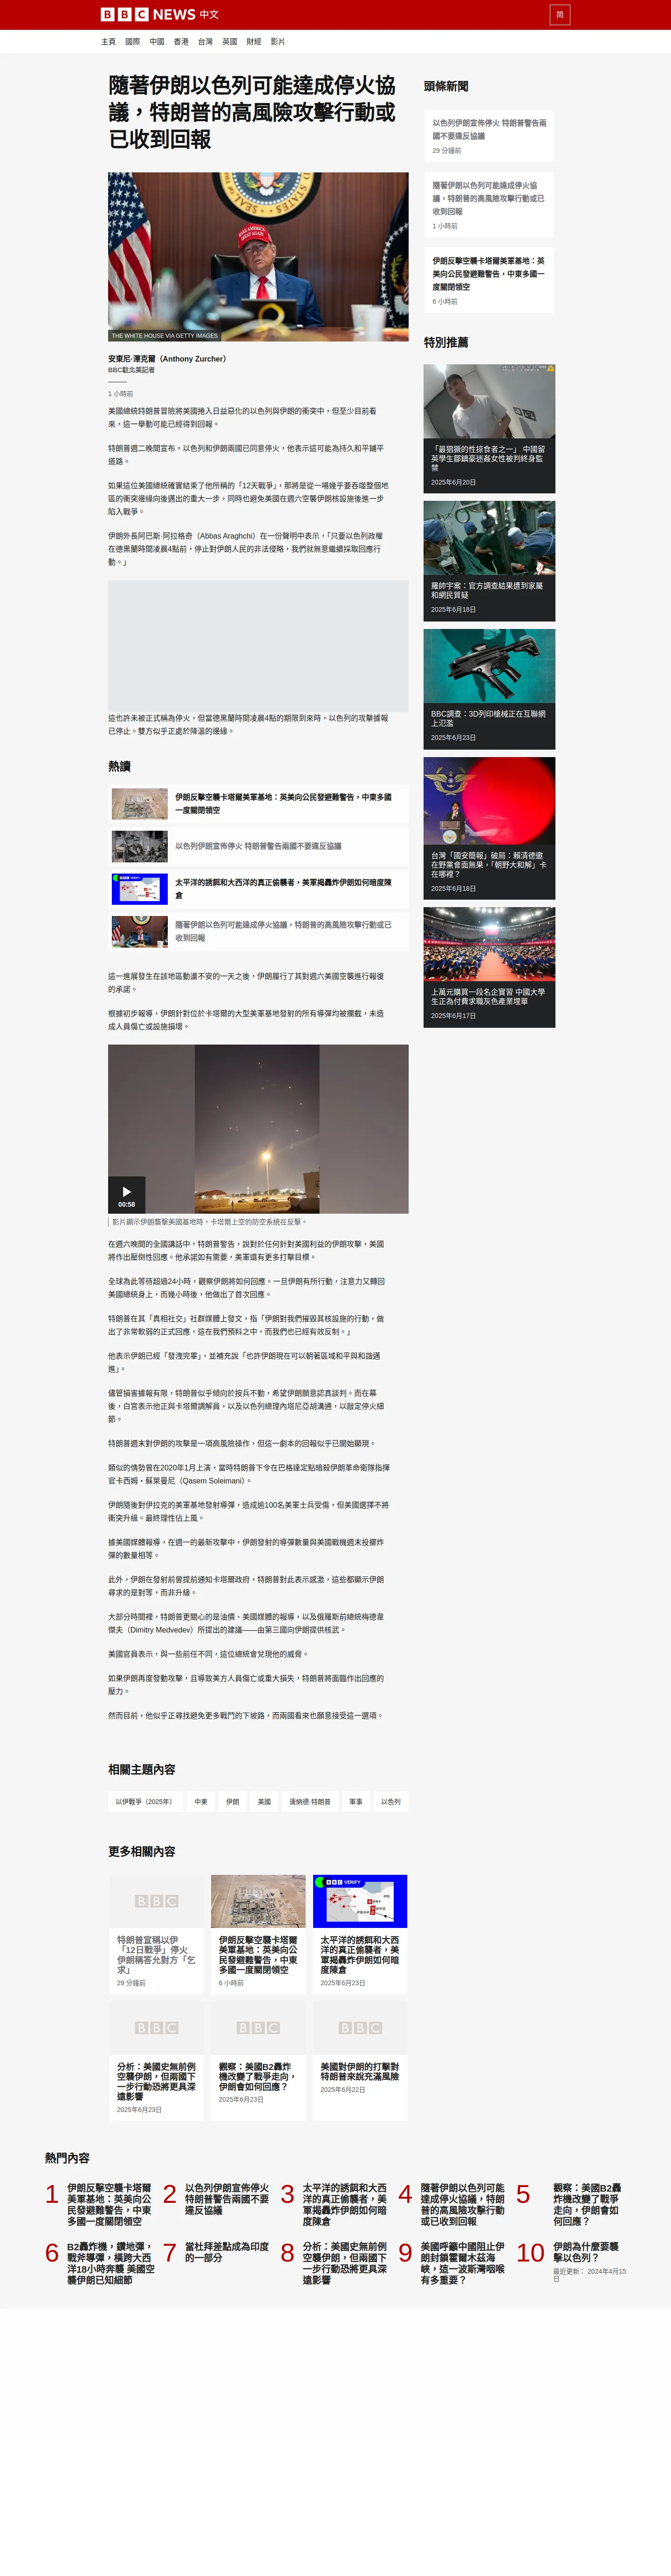 BBC NEWS 中文
简
主頁
國際
中國
香港
台灣
英國
財經
影片
隨著伊朗以色列可能達成停火協
議，特朗普的高風險攻擊行動或
已收到回報
THE WHITE HOUSE VIA GETTY IMAGES
安東尼·澤克爾（Anthony Zurcher）
BBC駐北美記者
1 小時前
美國總統特朗普冒險將美國捲入日益惡化的以色列與伊朗的衝突中，但至少目前看
來，這一舉動可能已經得到回報。
特朗普週二晚間宣布，以色列和伊朗兩國已同意停火，他表示這可能為持久和平鋪平
道路。
如果這位美國總統確實結束了他所稱的「12天戰爭」，那將是從一場幾乎要吞噬整個地
區的衝突邊緣向後邁出的重大一步，同時也避免美國在週六空襲伊朗核設施後進一步
陷入戰爭。
伊朗外長阿巴斯·阿拉格奇（Abbas Araghchi）在一份聲明中表示，「只要以色列政權
在德黑蘭時間凌晨4點前，停止對伊朗人民的非法侵略，我們就無意繼續採取回應行
動。」
這也許未被正式稱為停火，但當德黑蘭時間凌晨4點的期限到來時，以色列的攻擊據報
已停止。雙方似乎正處於降溫的邊緣。
熱讀
伊朗反擊空襲卡塔爾美軍基地：英美向公民發避難警告，中東多國
一度關閉領空
以色列伊朗宣佈停火 特朗普警告兩國不要違反協議
太平洋的誘餌和大西洋的真正偷襲者，美軍揭轟炸伊朗如何暗度陳
倉
隨著伊朗以色列可能達成停火協議，特朗普的高風險攻擊行動或已
收到回報
這一進展發生在該地區動盪不安的一天之後，伊朗履行了其對週六美國空襲進行報復
的承諾。
根據初步報導，伊朗針對位於卡塔爾的大型美軍基地發射的所有導彈均被攔截，未造
成人員傷亡或設施損壞。
00:58
影片顯示伊朗襲擊美國基地時，卡塔爾上空的防空系統在反擊。
在週六晚間的全國講話中，特朗普警告，說對於任何針對美國利益的伊朗攻擊，美國
將作出壓倒性回應。他承諾如有需要，美軍還有更多打擊目標。
全球為此等待超過24小時，觀察伊朗將如何回應。一旦伊朗有所行動，注意力又轉回
美國總統身上，而幾小時後，他做出了首次回應。
特朗普在其「真相社交」社群媒體上發文，指「伊朗對我們摧毀其核設施的行動，做
出了非常軟弱的正式回應，這在我們預料之中，而我們也已經有效反制。」
他表示伊朗已經「發洩完畢」，並補充說「也許伊朗現在可以朝著區域和平與和諧邁
進」。
儘管損害據報有限，特朗普似乎傾向於按兵不動，希望伊朗願意認真談判。而在幕
後，白宮表示他正與卡塔爾調解員，以及以色列總理內塔尼亞胡溝通，以敲定停火細
節。
特朗普週末對伊朗的攻擊是一項高風險操作，但這一劇本的回報似乎已開始顯現。
類似的情勢曾在2020年1月上演，當時特朗普下令在巴格達定點暗殺伊朗革命衛隊指揮
官卡西姆・蘇萊曼尼（Qasem Soleimani）。
伊朗隨後對伊拉克的美軍基地發射導彈，造成逾100名美軍士兵受傷，但美國選擇不將
衝突升級。最終理性佔上風。
據美國媒體報導，在週一的最新攻擊中，伊朗發射的導彈數量與美國戰機週末投擲炸
彈的數量相等。
此外，伊朗在發射前曾提前通知卡塔爾政府，特朗普對此表示感激，這些都顯示伊朗
尋求的是對等，而非升級。
大部分時間裡，特朗普更關心的是油價、美國媒體的報導，以及俄羅斯前總統梅德韋
傑夫（Dimitry Medvedev）所提出的建議——由第三國向伊朗提供核武。
美國官員表示，與一些前任不同，這位總統會兌現他的威脅。
如果伊朗再度發動攻擊，且導致美方人員傷亡或重大損失，特朗普將面臨作出回應的
壓力。
然而目前，他似乎正尋找避免更多戰鬥的下坡路，而兩國看來也願意接受這一選項。
相關主題內容
以伊戰爭（2025年）
中東
伊朗
美國
唐納德·特朗普
軍事
以色列
更多相關內容
特朗普宣稱以伊
「12日戰爭」停火
伊朗稱答允對方「乞
求」
29 分鐘前
伊朗反擊空襲卡塔爾
美軍基地：英美向公
民發避難警告，中東
多國一度關閉領空
6 小時前
BBC VERIFY
太平洋的誘餌和大西
洋的真正偷襲者，美
軍揭轟炸伊朗如何暗
度陳倉
2025年6月23日
BBC
分析：美國史無前例
空襲伊朗，但兩國下
一步行動恐將更具深
遠影響
2025年6月23日
BBC
觀察：美國B2轟炸
機改變了戰爭走向，
伊朗會如何回應？
2025年6月23日
BBC
美國對伊朗的打擊對
特朗普來說充滿風險
2025年6月22日
頭條新聞
以色列伊朗宣佈停火 特朗普警告兩
國不要違反協議
29 分鐘前
隨著伊朗以色列可能達成停火協
議，特朗普的高風險攻擊行動或已
收到回報
1 小時前
伊朗反擊空襲卡塔爾美軍基地：英
美向公民發避難警告，中東多國一
度關閉領空
6 小時前
特別推薦
「最猖獗的性掠食者之一」 中國留
英學生鄒鎮豪迷姦女性被判終身監
禁
2025年6月20日
羅帥宇案：官方調查結果遭到家屬
和網民質疑
2025年6月18日
BBC調查：3D列印槍械正在互聯網
上氾濫
2025年6月23日
台灣「國安簡報」破局：賴清德邀
在野黨會面無果，「朝野大和解」卡
在哪裡？
2025年6月18日
上萬元購買一段名企實習 中國大學
生正為付費求職灰色產業埋單
2025年6月17日
熱門內容
1
伊朗反擊空襲卡塔爾
美軍基地：英美向公
民發避難警告，中東
多國一度關閉領空
2
以色列伊朗宣佈停火
特朗普警告兩國不要
違反協議
3
太平洋的誘餌和大西
洋的真正偷襲者，美
軍揭轟炸伊朗如何暗
度陳倉
4
隨著伊朗以色列可能
達成停火協議，特朗
普的高風險攻擊行動
或已收到回報
5
觀察：美國B2轟
炸機改變了戰爭
走向，伊朗會如
何回應？
6
B2轟炸機，鑽地彈，
戰斧導彈，橫跨大西
洋18小時奔襲 美國空
襲伊朗已知細節
7
當杜拜差點成為印度
的一部分
8
分析：美國史無前例
空襲伊朗，但兩國下
一步行動恐將更具深
遠影響
9
美國呼籲中國阻止伊
朗封鎖霍爾木茲海
峽，這一波斯灣咽喉
有多重要？
10
伊朗為什麼要襲
擊以色列？
最近更新： 2024年4月15
日